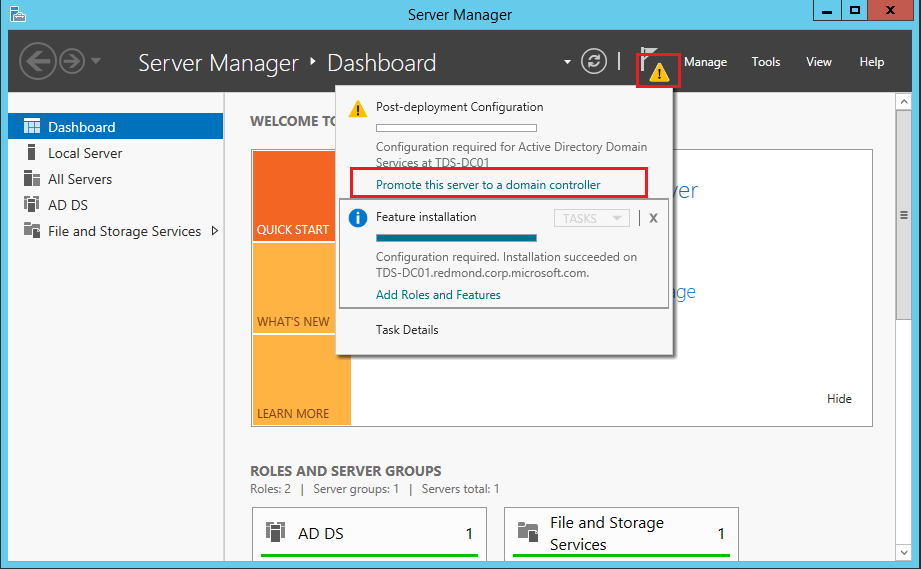 Server Manager
Server Manager ‣ Dashboard
Manage Tools View Help
Dashboard
Local Server
All Servers
AD DS
File and Storage Services
WELCOME TO
QUICK START
WHAT'S NEW
LEARN MORE
Post-deployment Configuration
Configuration required for Active Directory Domain
Services at TDS-DC01
Promote this server to a domain controller
Feature installation
TASKS
X
Configuration required. Installation succeeded on
TDS-DC01.redmond.corp.microsoft.com.
Add Roles and Features
Task Details
Hide
ROLES AND SERVER GROUPS
Roles: 2 | Server groups: 1 | Servers total: 1
AD DS 1
File and Storage
Services 1